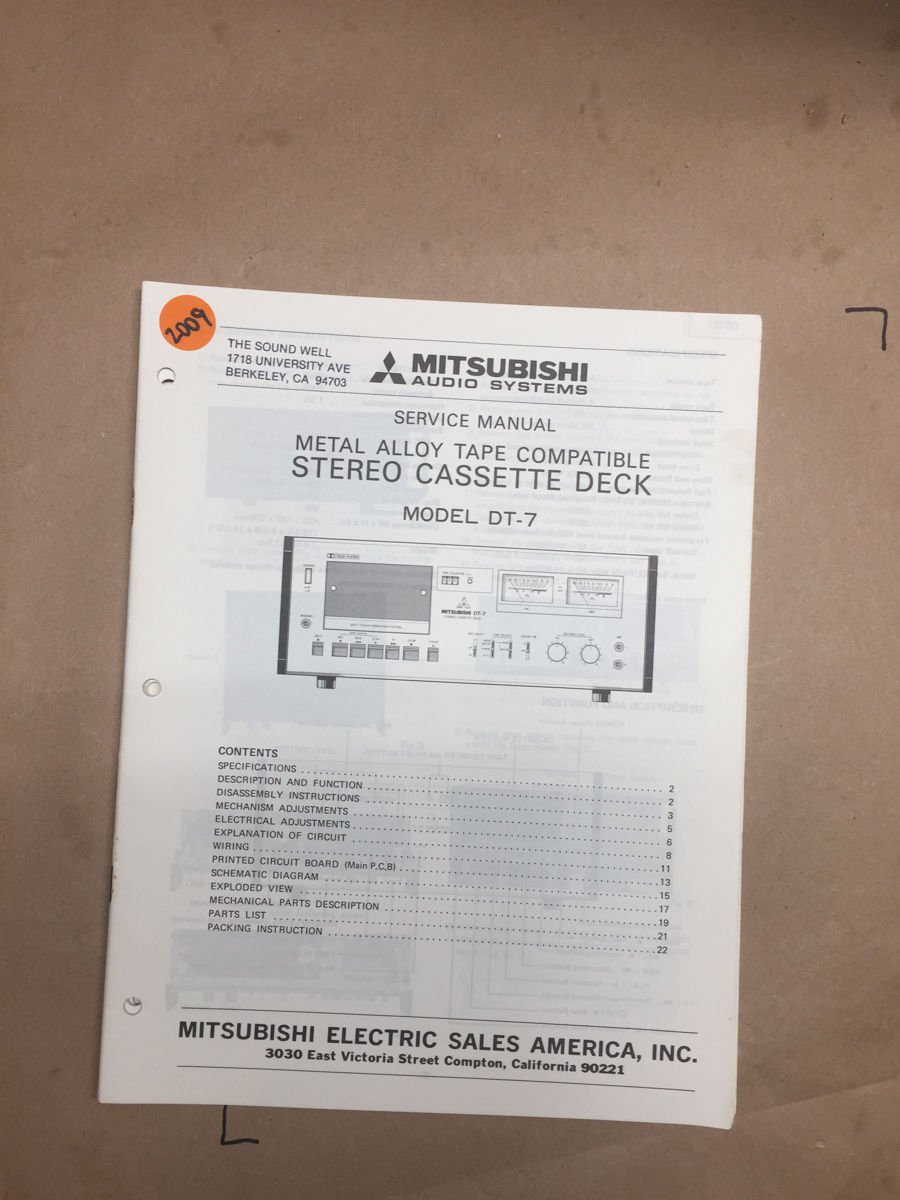 2009
THE SOUND WELL
1718 UNIVERSITY AVE
BERKELEY, CA 94703
MITSUBISHI
AUDIO SYSTEMS
SERVICE MANUAL
METAL ALLOY TAPE COMPATIBLE
STEREO CASSETTE DECK
MODEL DT-7
MITSUBISHI DT-7
STEREO CASSETTE DECK
CONTENTS
SPECIFICATIONS 2
DESCRIPTION AND FUNCTION 2
DISASSEMBLY INSTRUCTIONS 3
MECHANISM ADJUSTMENTS 5
ELECTRICAL ADJUSTMENTS 6
EXPLANATION OF CIRCUIT 8
WIRING 11
PRINTED CIRCUIT BOARD (Main P.C.B) 13
SCHEMATIC DIAGRAM 15
EXPLODED VIEW 17
MECHANICAL PARTS DESCRIPTION 19
PARTS LIST 21
PACKING INSTRUCTION 22
MITSUBISHI ELECTRIC SALES AMERICA, INC.
3030 East Victoria Street Compton, California 90221